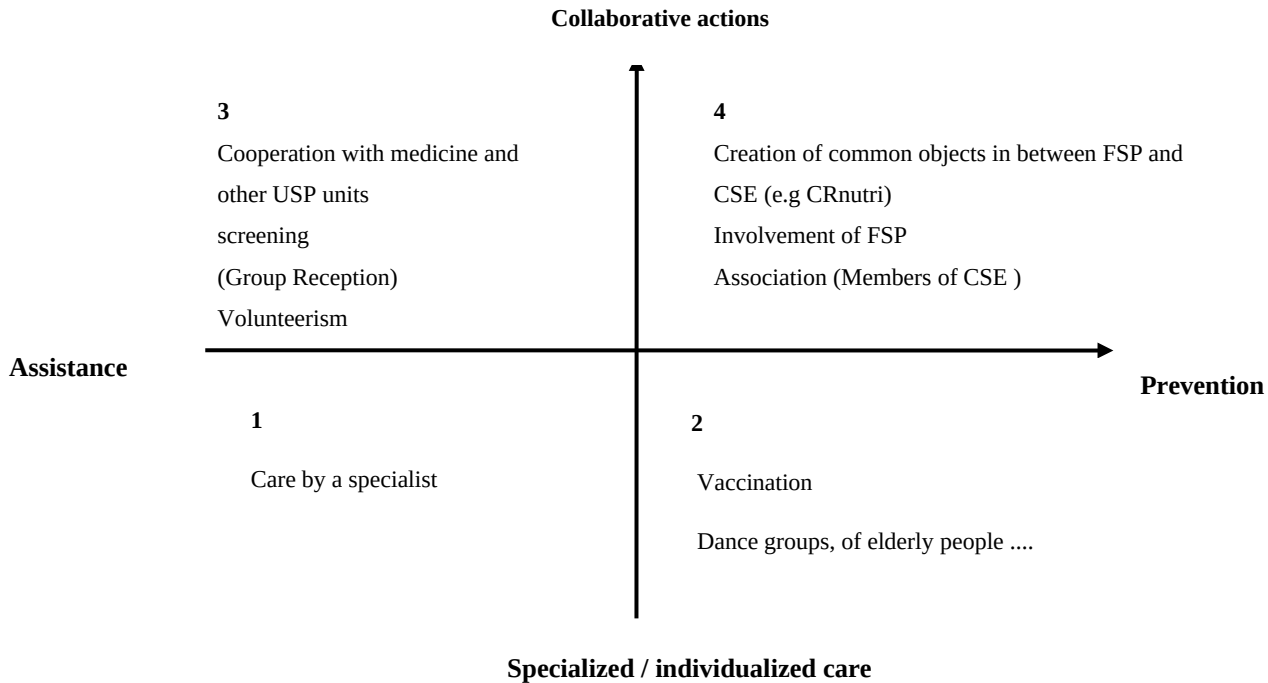 Collaborative actions
3
Cooperation with medicine and
other USP units
screening
(Group Reception)
Volunteerism
4
Creation of common objects in between FSP and
CSE (e.g CRnutri)
Involvement of FSP
Association (Members of CSE )
Assistance
Prevention
1
Care by a specialist
2
Vaccination
Dance groups, of elderly people ....
Specialized / individualized care